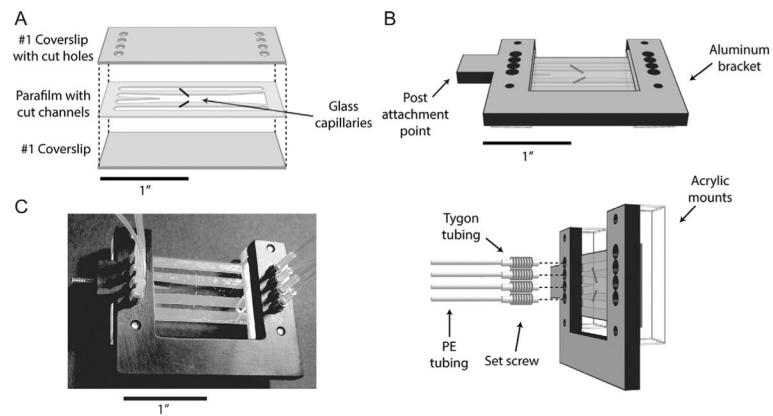 A
#1 Coverslip
with cut holes
Parafilm with
cut channels
Glass
capillaries
#1 Coverslip
1”
B
Aluminum
bracket
Post
attachment
point
1”
C
1”
Acrylic
mounts
Tygon
tubing
PE
tubing
Set screw